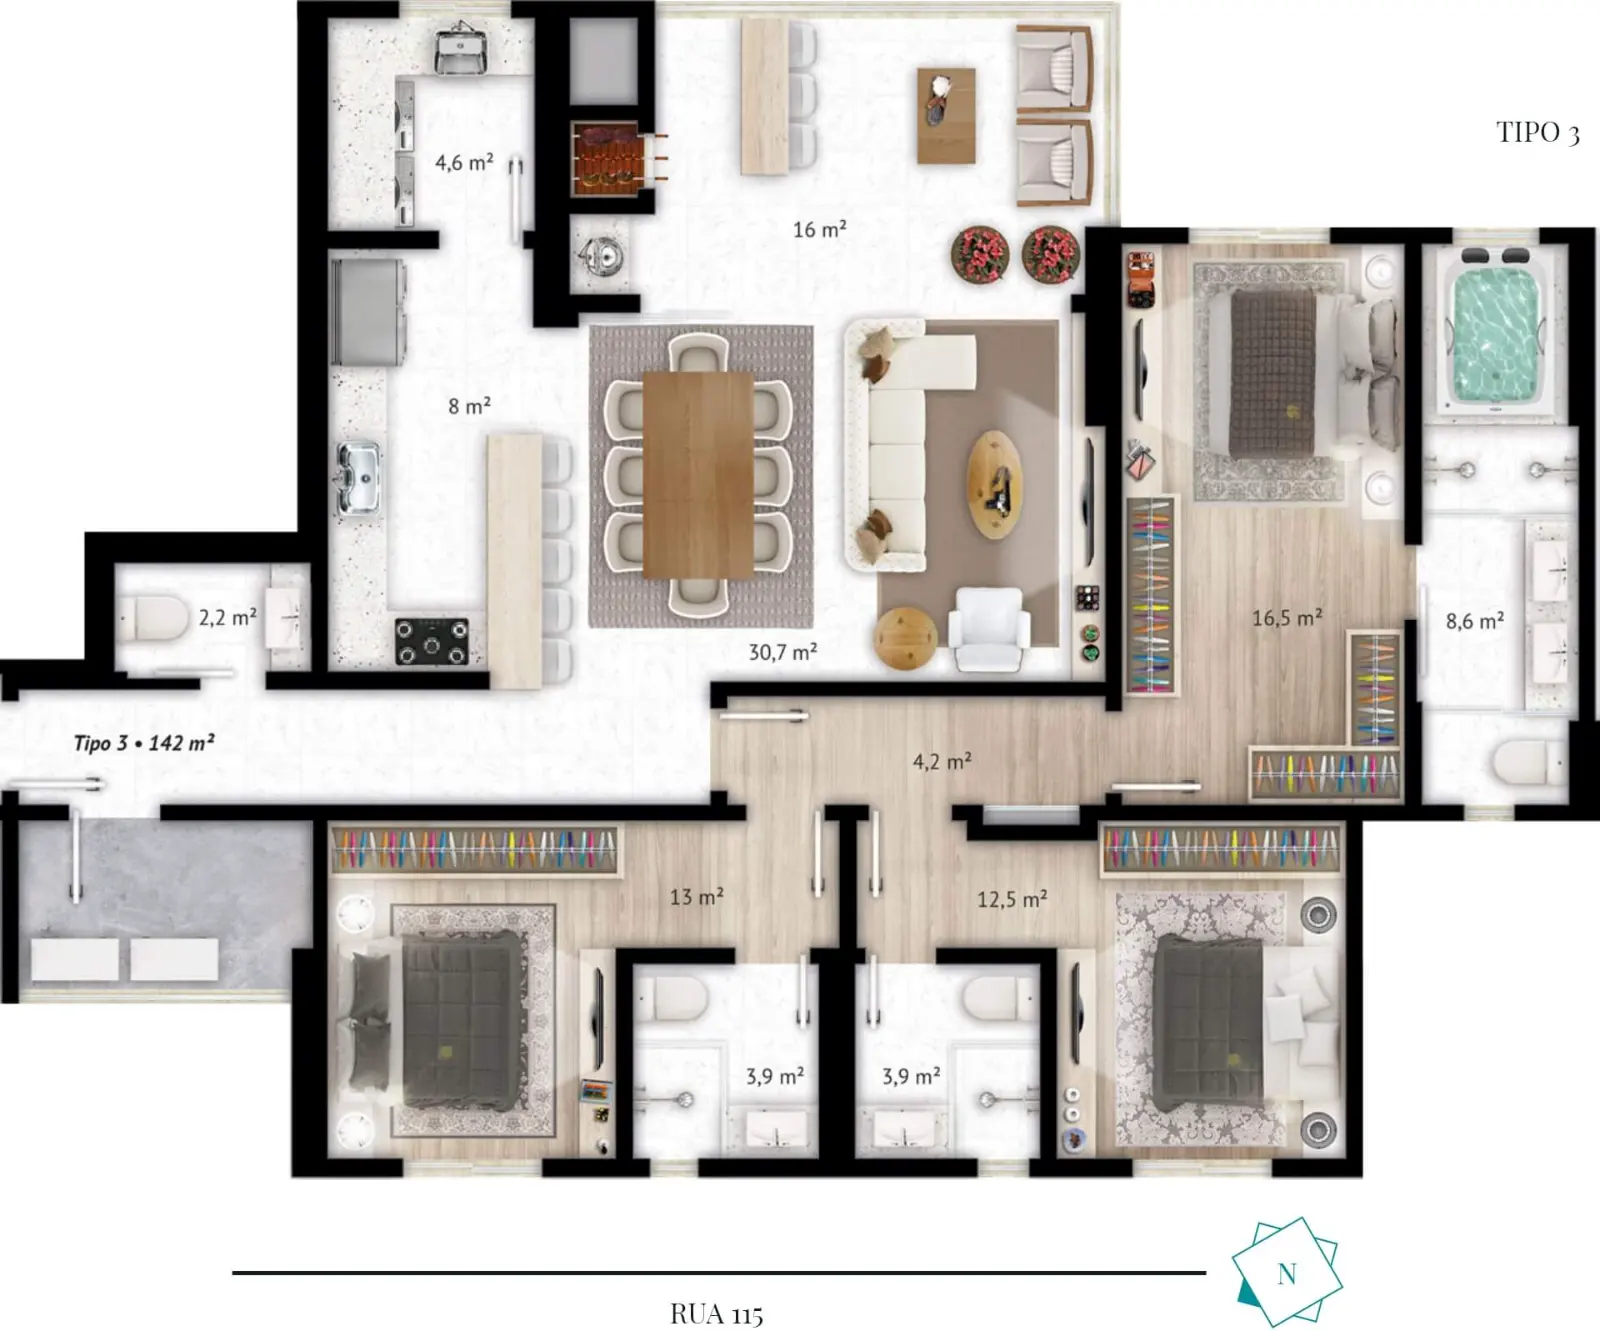 TIPO 3
4,6 m²
16 m²
8 m²
2,2 m²
30,7 m²
16,5 m²
8,6 m²
Tipo 3 • 142 m²
4,2 m²
13 m²
12,5 m²
3,9 m²
3,9 m²
N
RUA 115